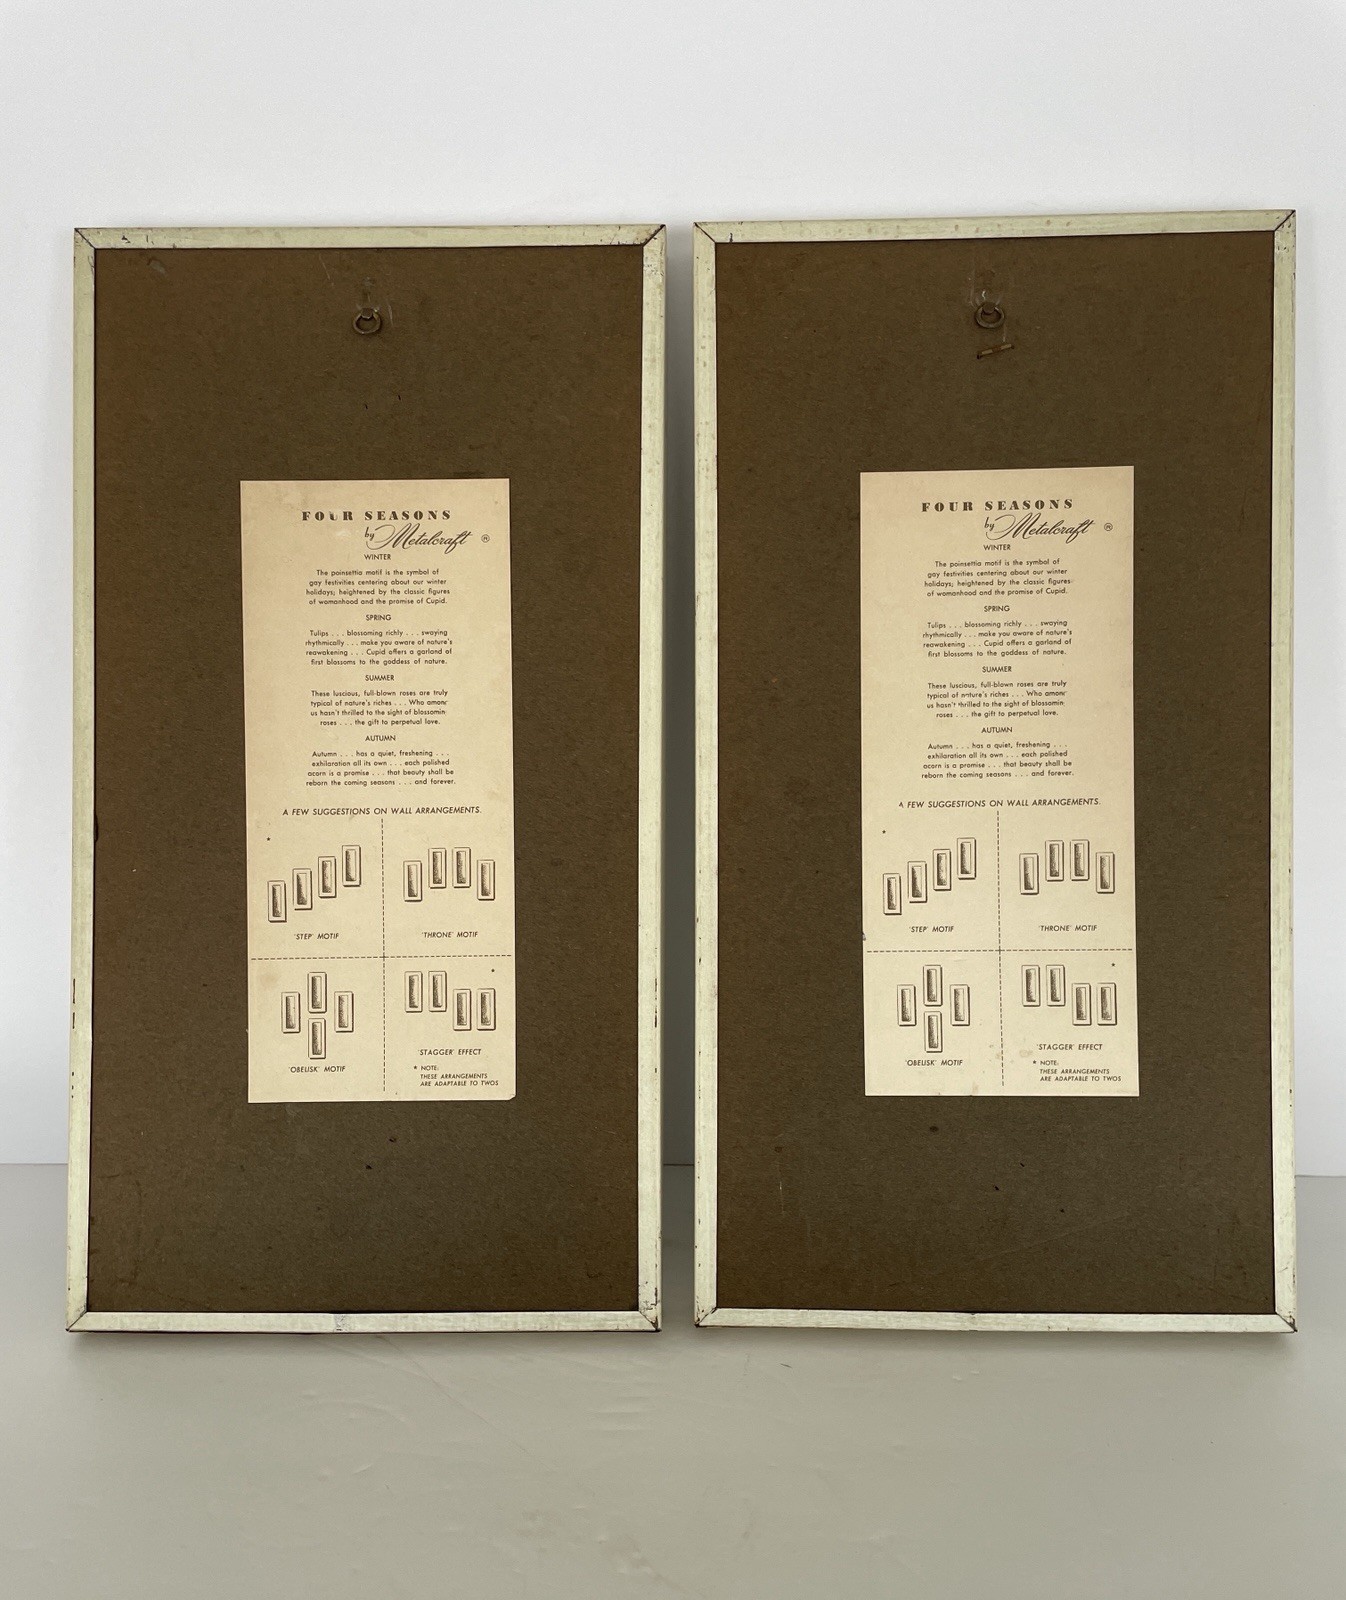 FOUR SEASONS
by Metalcraft ®
WINTER
The poinsettia motif is the symbol of
gay festivities centering about our winter
holidays; heightened by the classic figures
of womanhood and the promise of Cupid.
SPRING
Tulips . . . blossoming richly . . . swaying
rhythmically . . . make you aware of nature's
reawakening . . . Cupid offers a garland of
first blossoms to the goddess of nature.
SUMMER
These luscious, full-blown roses are truly
typical of nature's riches . . . Who among
us hasn't thrilled to the sight of blossomin
roses . . . the gift to perpetual love.
AUTUMN
Autumn . . . has a quiet, freshening . . .
exhilaration all its own . . . each polished
acorn is a promise . . . that beauty shall be
reborn the coming seasons . . . and forever.
A FEW SUGGESTIONS ON WALL ARRANGEMENTS.
*
'STEP' MOTIF
'THRONE' MOTIF
'OBELISK' MOTIF
*
'STAGGER' EFFECT
* NOTE:
THESE ARRANGEMENTS
ARE ADAPTABLE TO TWOS
FOUR SEASONS
by Metalcraft ®
WINTER
The poinsettia motif is the symbol of
gay festivities centering about our winter
holidays; heightened by the classic figures
of womanhood and the promise of Cupid.
SPRING
Tulips . . . blossoming richly . . . swaying
rhythmically . . . make you aware of nature's
reawakening . . . Cupid offers a garland of
first blossoms to the goddess of nature.
SUMMER
These luscious, full-blown roses are truly
typical of nature's riches . . . Who among
us hasn't thrilled to the sight of blossomin
roses . . . the gift to perpetual love.
AUTUMN
Autumn . . . has a quiet, freshening . . .
exhilaration all its own . . . each polished
acorn is a promise . . . that beauty shall be
reborn the coming seasons . . . and forever.
A FEW SUGGESTIONS ON WALL ARRANGEMENTS.
*
'STEP' MOTIF
'THRONE' MOTIF
'OBELISK' MOTIF
*
'STAGGER' EFFECT
* NOTE:
THESE ARRANGEMENTS
ARE ADAPTABLE TO TWOS